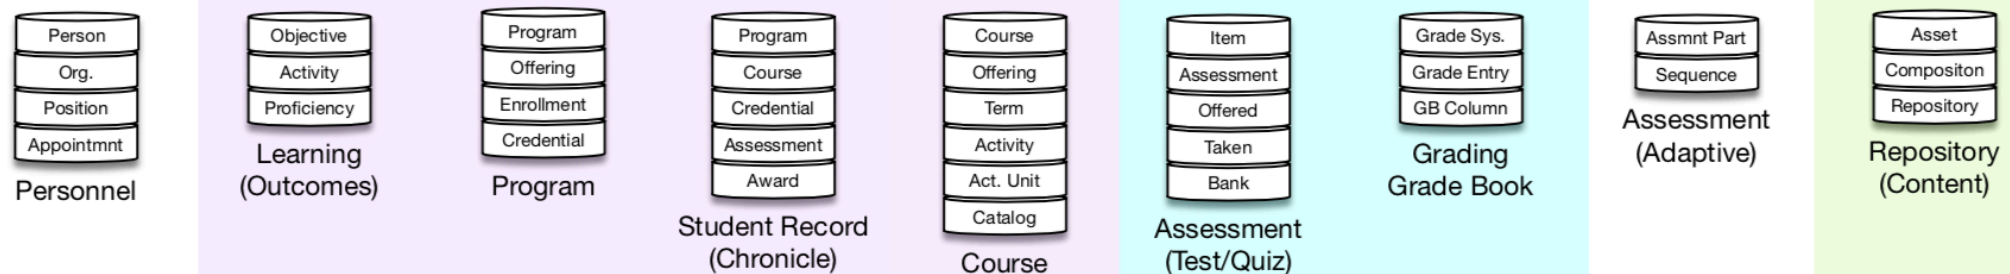 Person
Org.
Position
Appointmnt
Personnel
Objective
Activity
Proficiency
Learning
(Outcomes)
Program
Offering
Enrollment
Credential
Program
Program
Course
Credential
Assessment
Award
Student Record
(Chronicle)
Course
Offering
Term
Activity
Act. Unit
Catalog
Course
Item
Assessment
Offered
Taken
Bank
Assessment
(Test/Quiz)
Grade Sys.
Grade Entry
GB Column
Grading
Grade Book
Assmnt Part
Sequence
Assessment
(Adaptive)
Asset
Compositon
Repository
Repository
(Content)